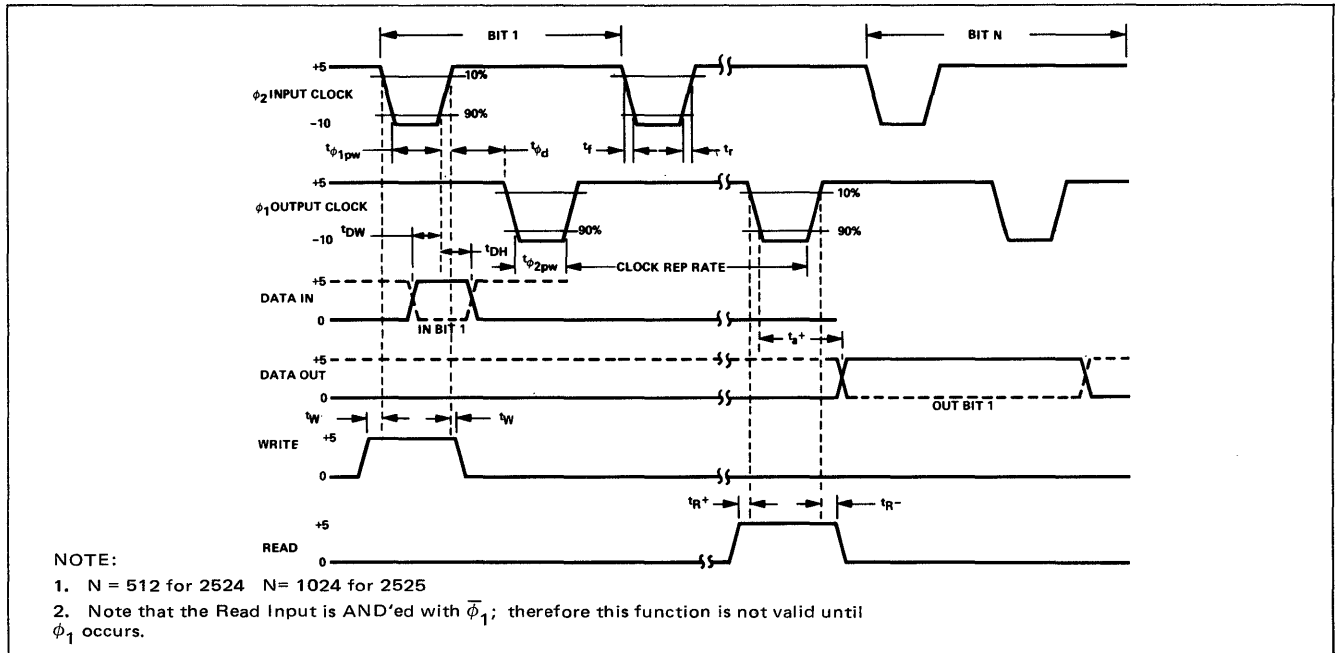 BIT 1 BIT N
+5
10%
φ2 INPUT CLOCK
90%
-10
tφ1pw tφd tf tr
+5
10%
φ1 OUTPUT CLOCK
tDW
-10 90% 90%
tDH
tφ2pw CLOCK REP RATE
+5
DATA IN
0
IN BIT 1
ta+
+5
DATA OUT
0
OUT BIT 1
tW tW
WRITE +5
0
tR+ tR−
+5
READ
0
NOTE:
1. N = 512 for 2524 N= 1024 for 2525
2. Note that the Read Input is AND'ed with φ̅1; therefore this function is not valid until
φ1 occurs.